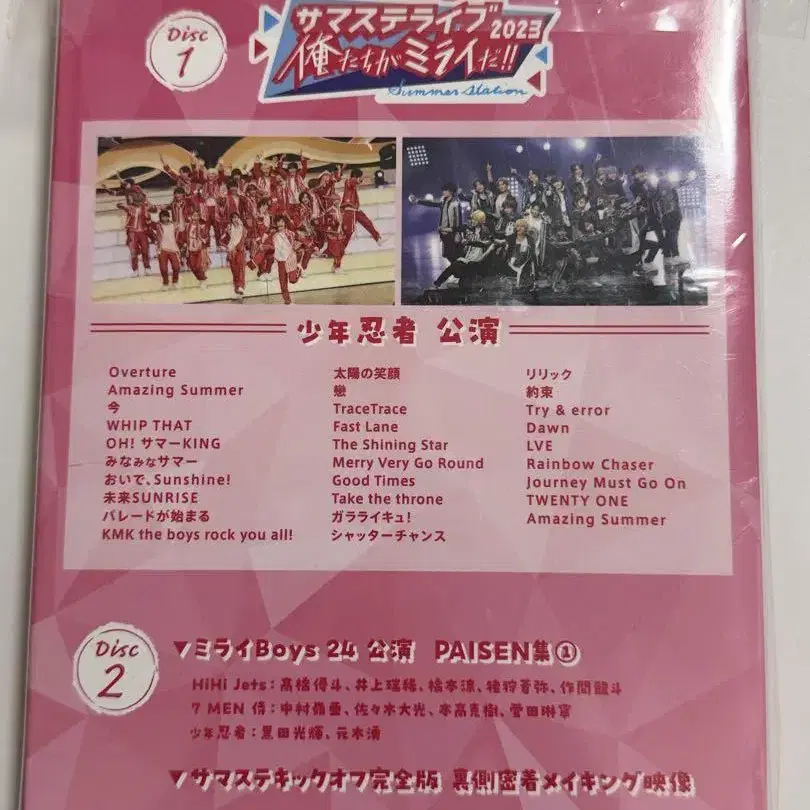 Disc
1
サマステライブ2023
俺たちがミライだ!!
Summer Station
少年忍者 公演
Overture
Amazing Summer
今
WHIP THAT
OH! サマーKING
みなみなサマー
おいで、Sunshine!
未来SUNRISE
パレードが始まる
KMK the boys rock you all!
太陽の笑顔
戀
TraceTrace
Fast Lane
The Shining Star
Merry Very Go Round
Good Times
Take the throne
ガラライキュ!
シャッターチャンス
リリック
約束
Try & error
Dawn
LVE
Rainbow Chaser
Journey Must Go On
TWENTY ONE
Amazing Summer
Disc
2
▼ミライBoys 24 公演 PAISEN集①
HiHi Jets:髙橋優斗、井上瑞稀、橋本涼、猪狩蒼弥、作間龍斗
7 MEN 侍:中村嶺亜、佐々木大光、本髙克樹、菅田琳寧
少年忍者:黒田光輝、元木湧
▼サマステキックオフ完全版 裏側密着メイキング映像